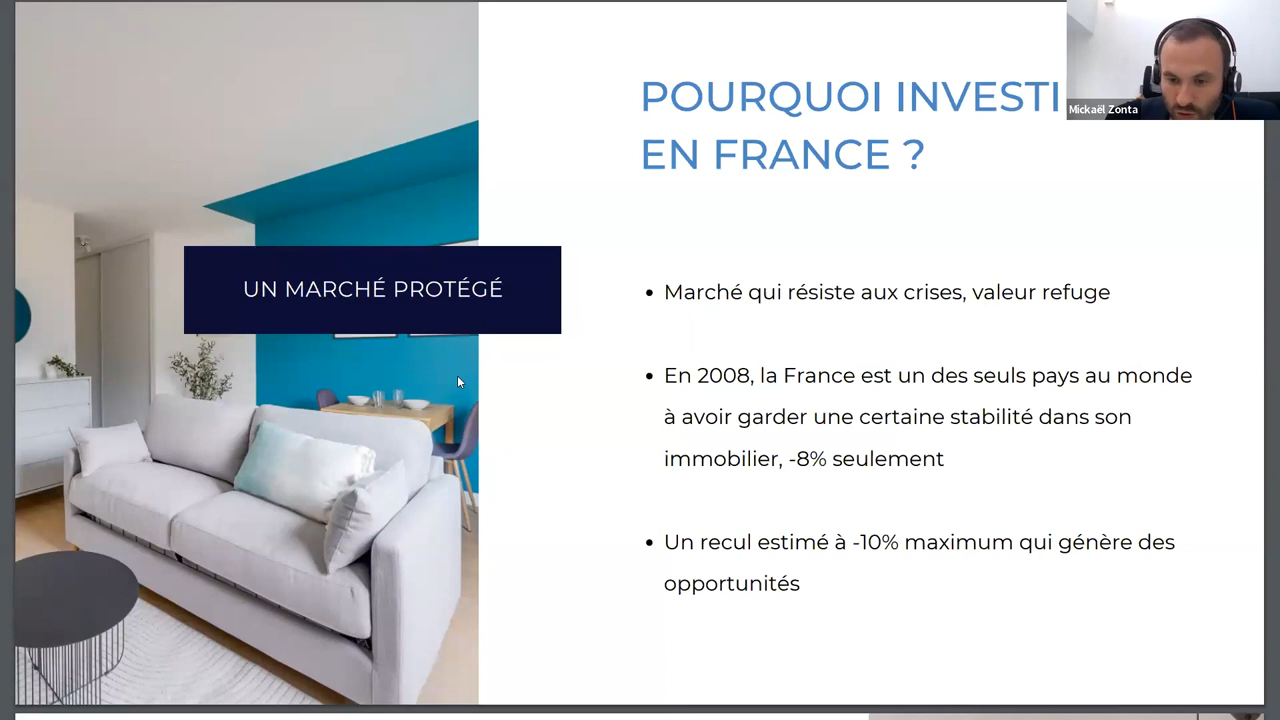 POURQUOI INVESTI
EN FRANCE ?
Mickaël Zonta
UN MARCHÉ PROTÉGÉ
• Marché qui résiste aux crises, valeur refuge
• En 2008, la France est un des seuls pays au monde
à avoir garder une certaine stabilité dans son
immobilier, -8% seulement
• Un recul estimé à -10% maximum qui génère des
opportunités